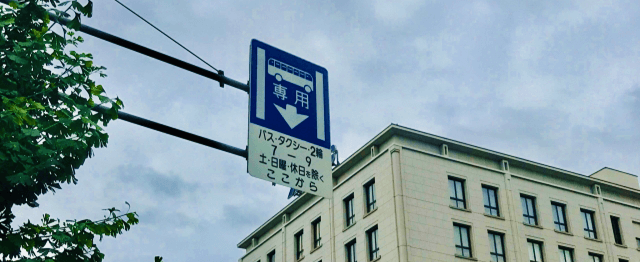 専用
バス・タクシー・2輪
7－9
土・日曜・休日を除く
ここから